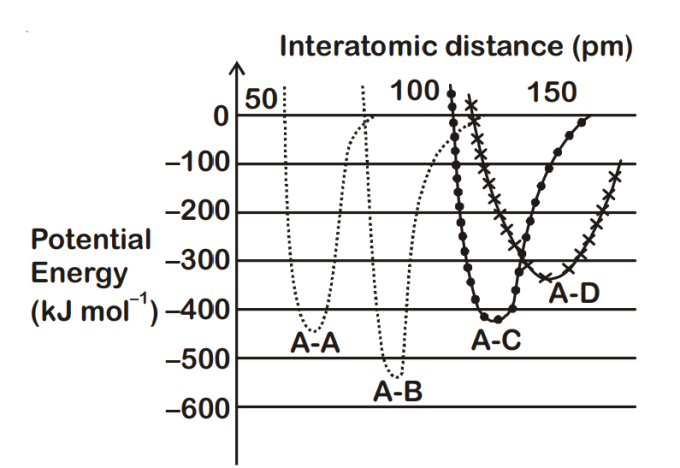 Interatomic distance (pm)
50 100 150
0
–100
–200
Potential
Energy
(kJ mol⁻¹)
–300
–400
–500
–600
A-A
A-B
A-C
A-D